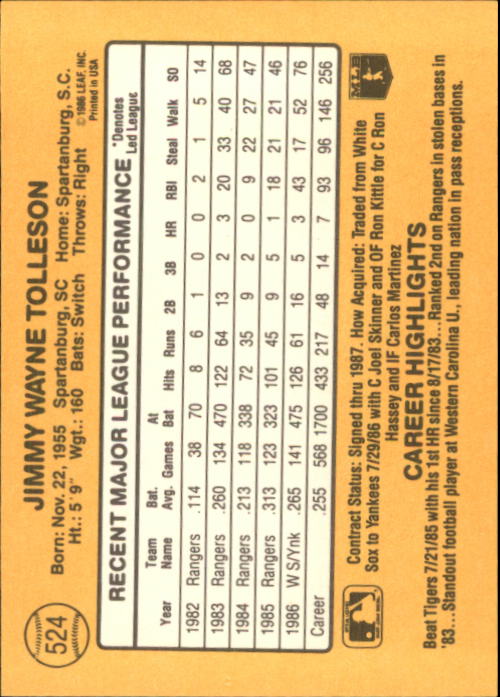 524
JIMMY WAYNE TOLLESON
Born: Nov. 22, 1955 Spartanburg, SC Home: Spartanburg, S.C.
Ht.: 5' 9" Wgt.: 160 Bats: Switch Throws: Right
©1986 LEAF, INC.
Printed in USA
RECENT MAJOR LEAGUE PERFORMANCE
*Denotes
Led League
Year Team Name Bat. Avg. Games At Bat Hits Runs 2B 3B HR RBI Steal Walk SO
1982 Rangers .114 38 70 8 6 1 0 0 2 1 5 14
1983 Rangers .260 134 470 122 64 13 2 3 20 33 40 68
1984 Rangers .213 118 338 72 35 9 2 0 9 22 27 47
1985 Rangers .313 123 323 101 45 9 5 1 18 21 21 46
1986 W S/Ynk .265 141 475 126 61 16 5 3 43 17 52 76
Career .255 568 1700 433 217 48 14 7 93 96 146 256
Contract Status: Signed thru 1987. How Acquired: Traded from White
Sox to Yankees 7/29/86 with C Joel Skinner and OF Ron Kittle for C Ron
Hassey and IF Carlos Martinez
MLB
CAREER HIGHLIGHTS
Beat Tigers 7/21/85 with his 1st HR since 8/17/83...Ranked 2nd on Rangers in stolen bases in
'83...Standout football player at Western Carolina U., leading nation in pass receptions.